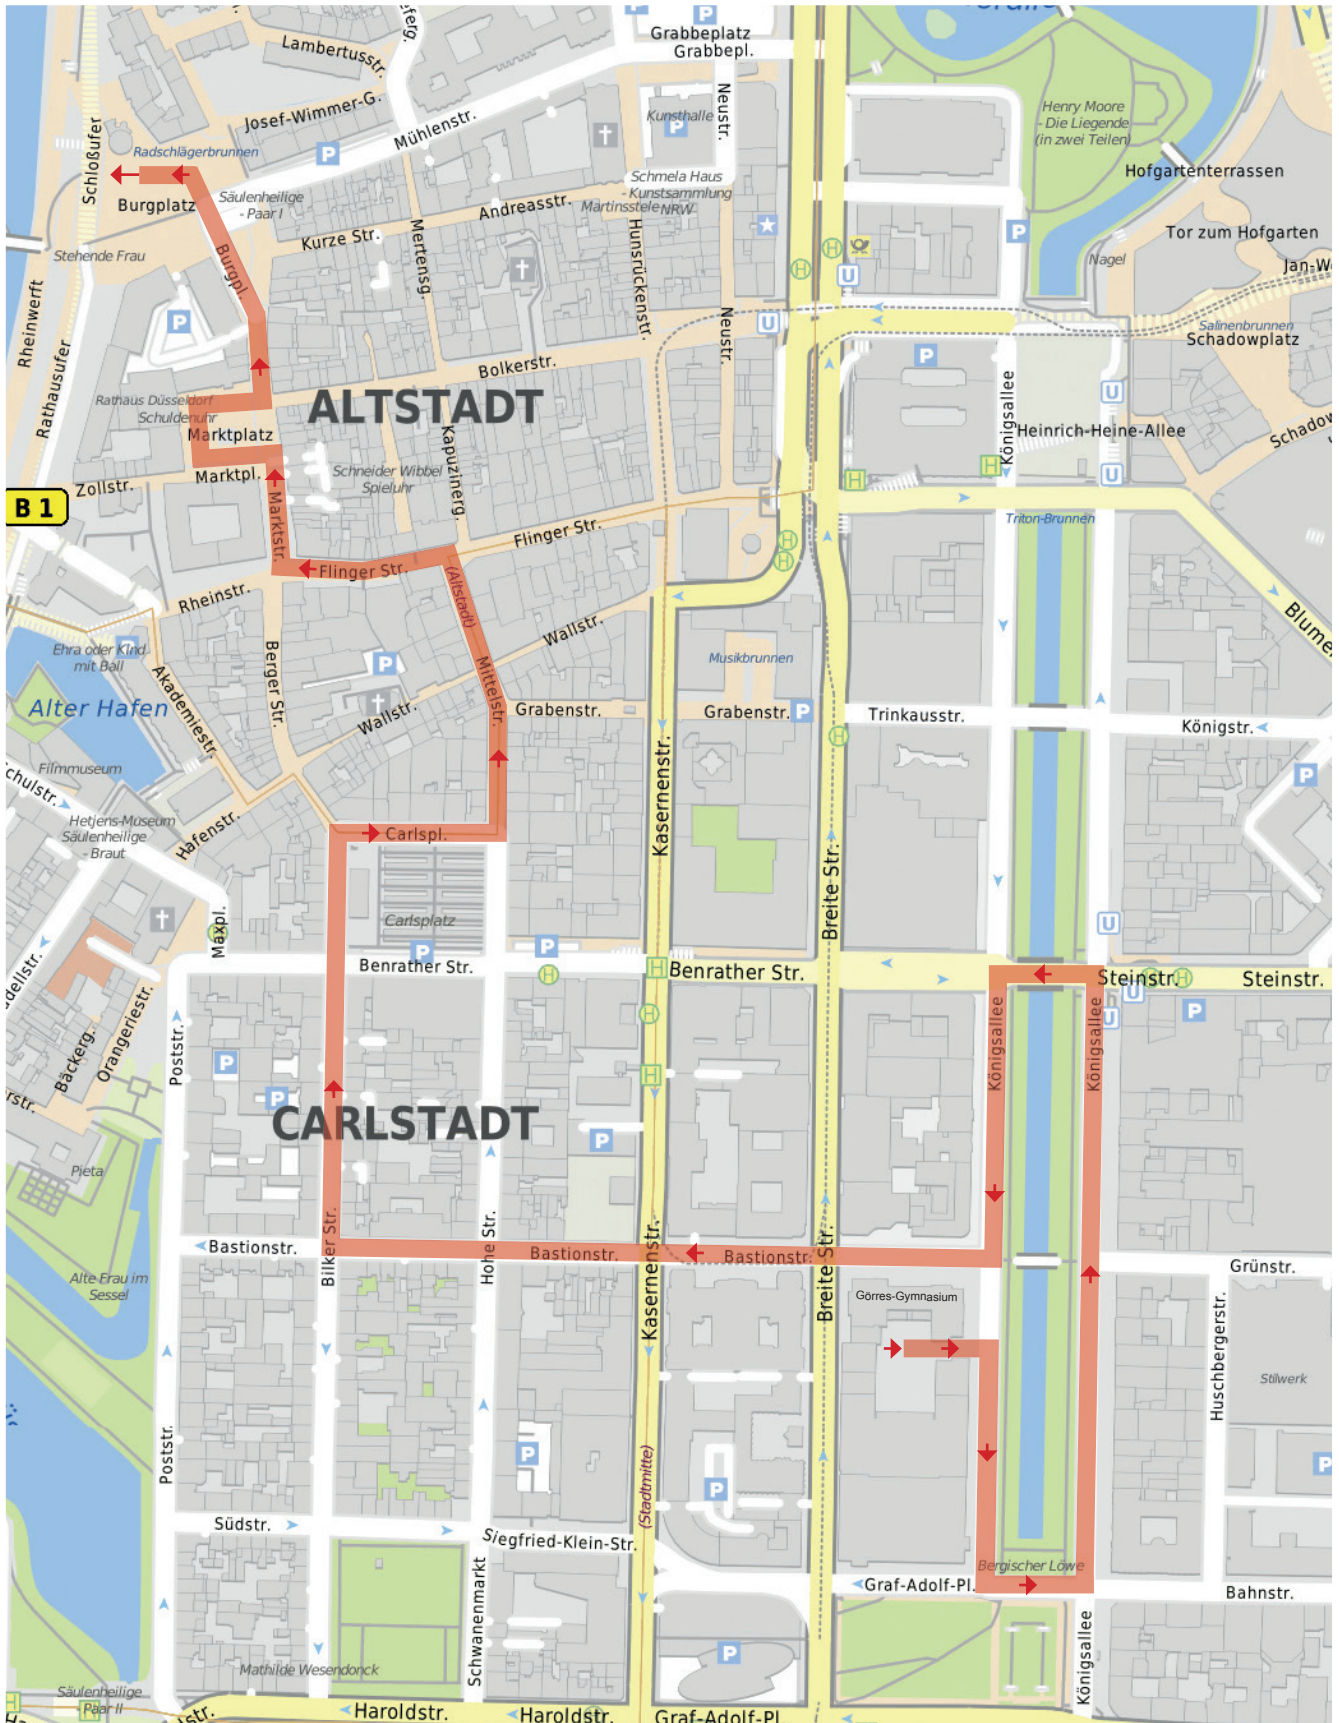 Grabbeplatz
Grabbepl.
Lambertusstr.
Josef-Wimmer-G.
Mühlenstr.
Neustr.
Kunsthalle
P
Henry Moore
- Die Liegende
(in zwei Teilen)
Schloßufer
Radschlägerbrunnen
Hofgartenterrassen
Burgplatz
Säulenheilige
- Paar I
Schmela Haus
- Kunstsammlung
NRW
Martinsstele
Andreasstr.
Kurze Str.
Mertensg.
Hunsrückenstr.
Tor zum Hofgarten
Stehende Frau
Burgpl.
Nagel
Jan-We
Rheinwerft
Rathausufer
U
Neustr.
Salinenbrunnen
Schadowplatz
Bolkerstr.
Rathaus Düsseldorf
Schuldenuhr
ALTSTADT
Marktplatz
Königsallee
Heinrich-Heine-Allee
Schadow
Kapuzinerg.
Marktpl.
Schneider Wibbel
Spieluhr
Zollstr.
B 1
Marktstr.
Flinger Str.
Triton-Brunnen
Flinger Str.
(Altstadt)
Rheinstr.
Wallstr.
Blumen
Ehra oder Kind
mit Ball
Berger Str.
Musikbrunnen
Alter Hafen
Akademiestr.
Wallstr.
Mittelstr.
Grabenstr.
Grabenstr.
Trinkausstr.
Königstr.
Filmmuseum
Schulstr.
Kasernenstr.
Hetjens-Museum
Säulenheilige
- Braut
Hafenstr.
Carlspl.
Breite Str.
Carlsplatz
Maxpl.
Benrather Str.
Benrather Str.
Steinstr.
Steinstr.
Orangeriestr.
Bäckerg.
Poststr.
Königsallee
Königsallee
CARLSTADT
Pieta
Bastionstr.
Bilker Str.
Hohe Str.
Bastionstr.
Kasernenstr.
Bastionstr.
Breite Str.
Grünstr.
Alte Frau im
Sessel
Görres-Gymnasium
Huschbergerstr.
Stilwerk
Poststr.
(Stadtmitte)
Südstr.
Siegfried-Klein-Str.
Bergischer Löwe
Schwanenmarkt
Graf-Adolf-Pl.
Bahnstr.
Königsallee
Mathilde Wesendonck
Säulenheilige
Paar II
Haroldstr.
Haroldstr.
Graf-Adolf-Pl